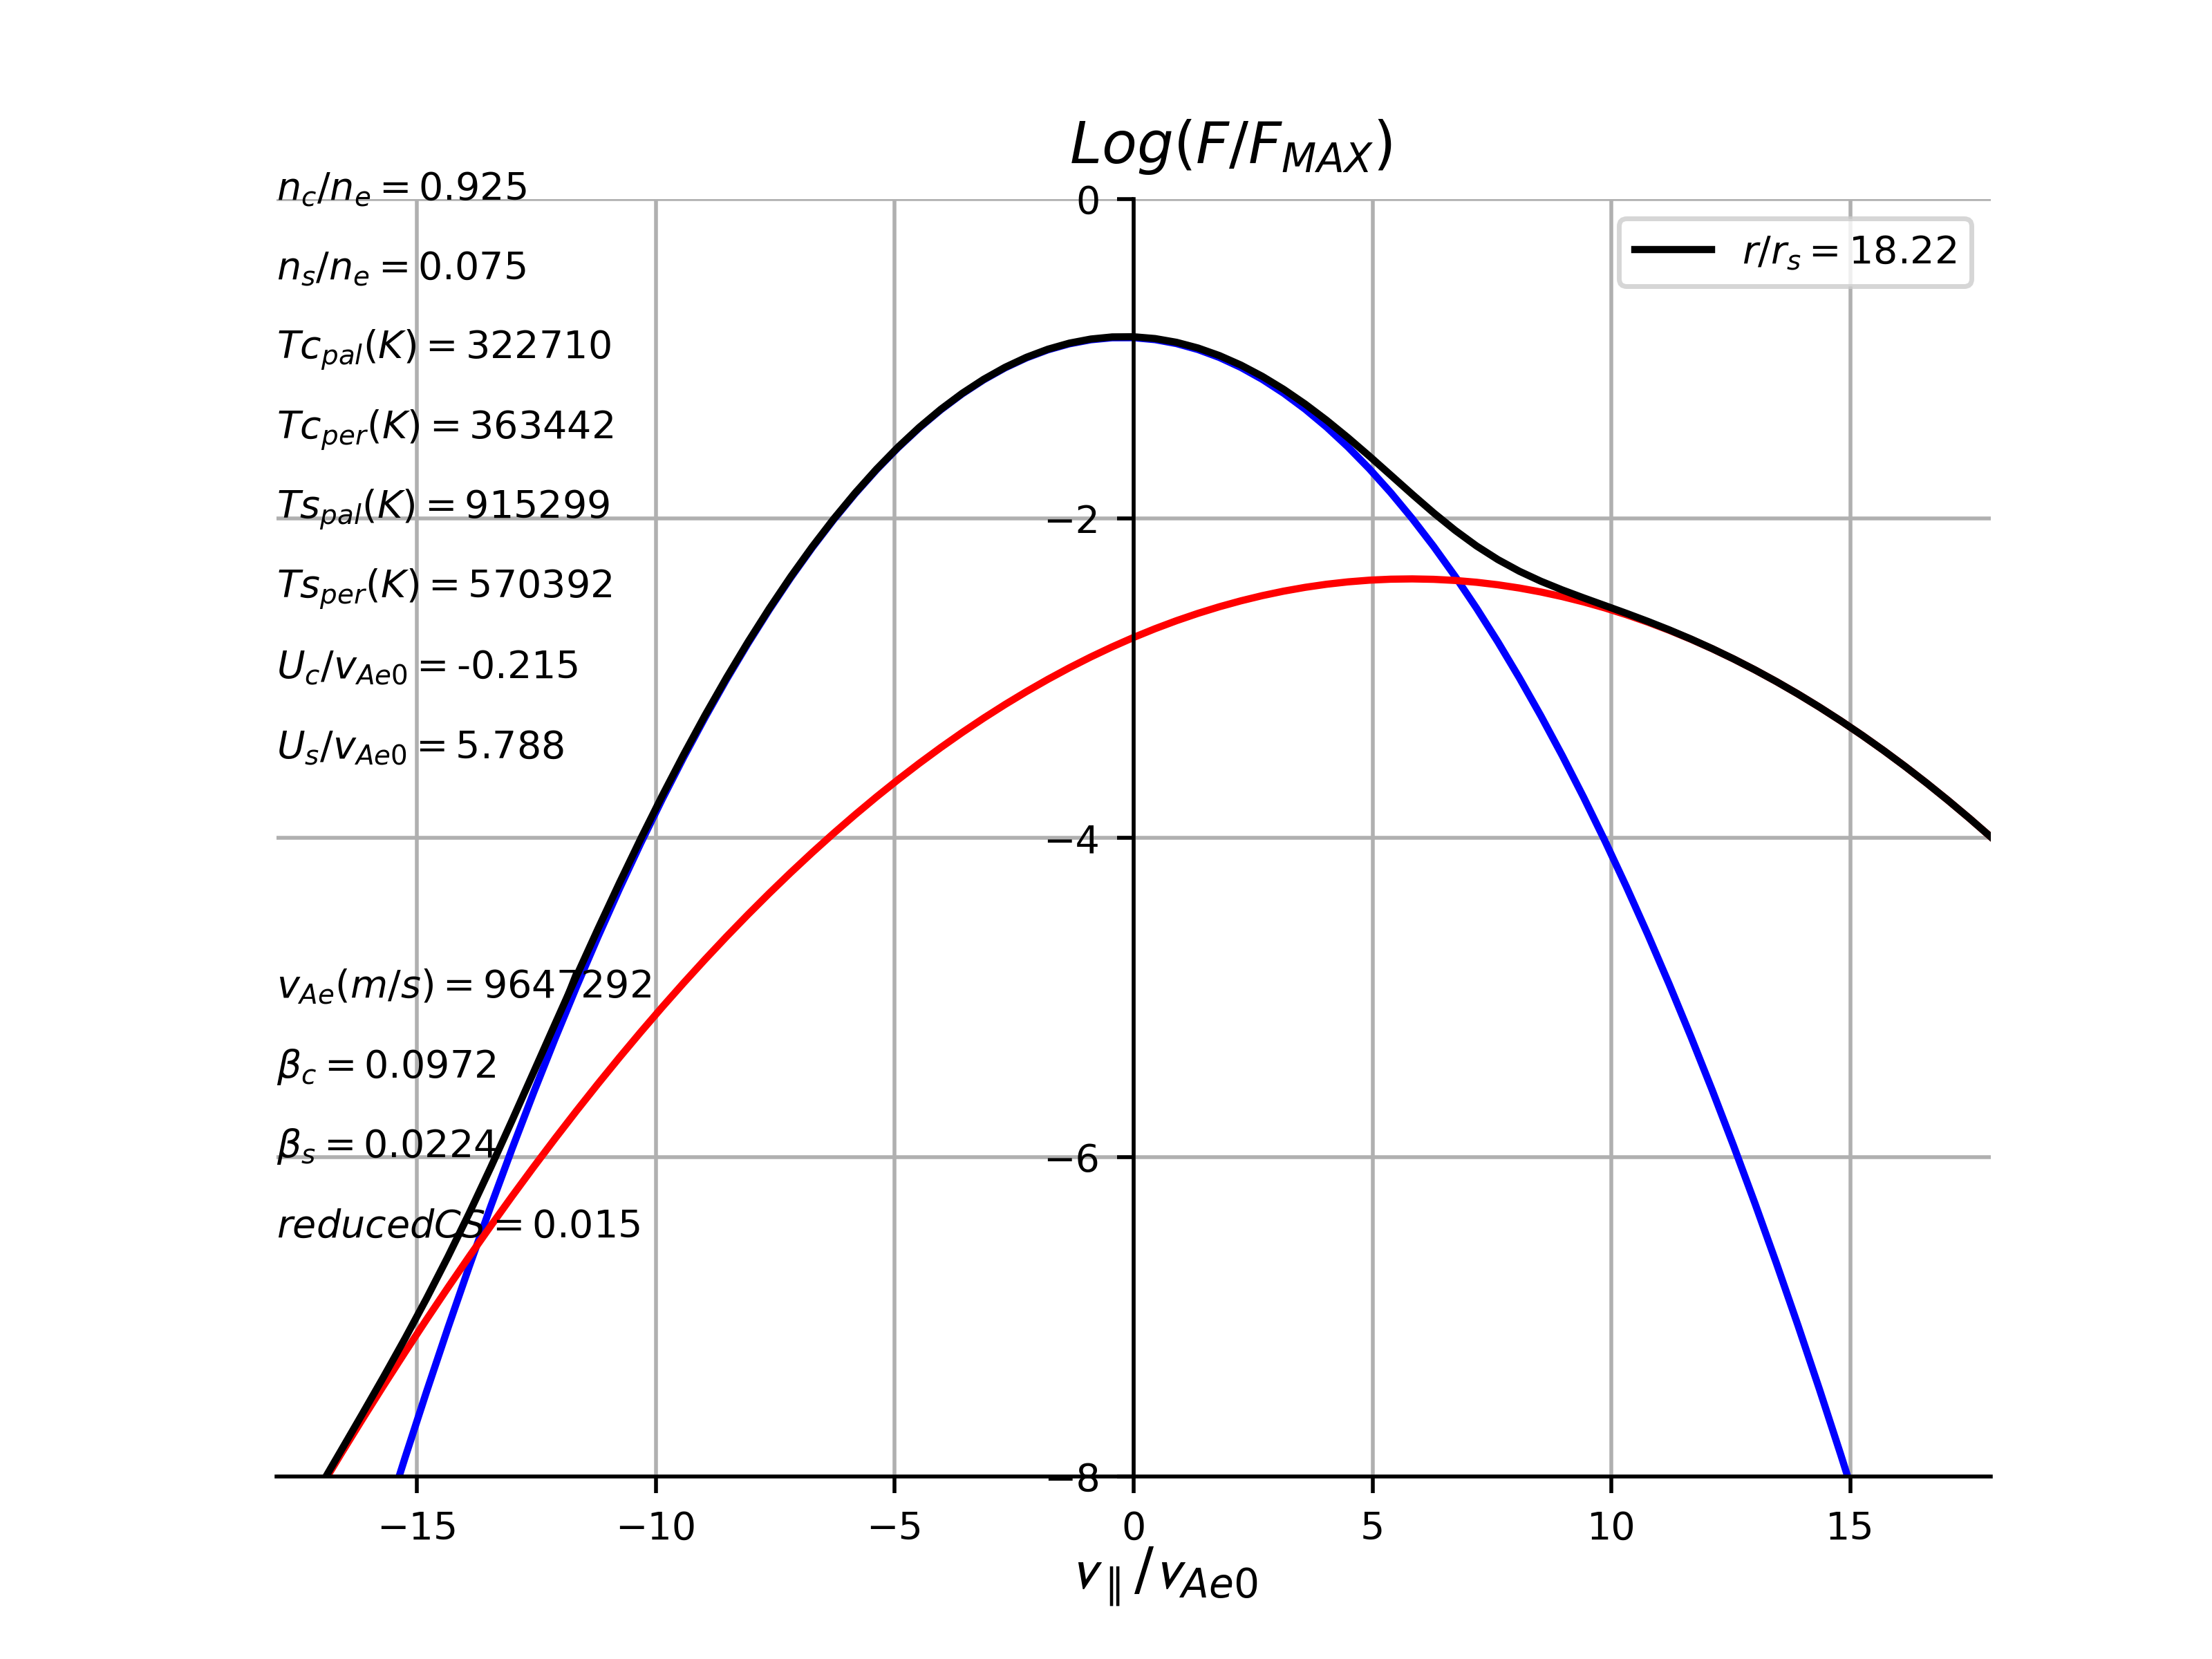 Log(F/F_MAX)
n_c/n_e = 0.925
0
r/r_s = 18.22
n_s/n_e = 0.075
Tc_pal(K) = 322710
Tc_per(K) = 363442
Ts_pal(K) = 915299
−2
Ts_per(K) = 570392
U_c/v_Ae0 = -0.215
U_s/v_Ae0 = 5.788
−4
v_Ae(m/s) = 9647292
β_c = 0.0972
β_s = 0.0224
−6
reducedCS = 0.015
−8
−15 −10 −5 0 5 10 15
v_∥/v_Ae0